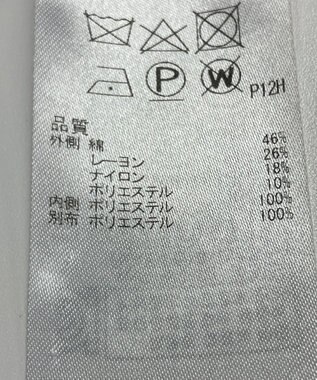 P W P12H
品質
外側 綿 46%
レーヨン 26%
ナイロン 18%
ポリエステル 10%
内側 ポリエステル 100%
別布 ポリエステル 100%